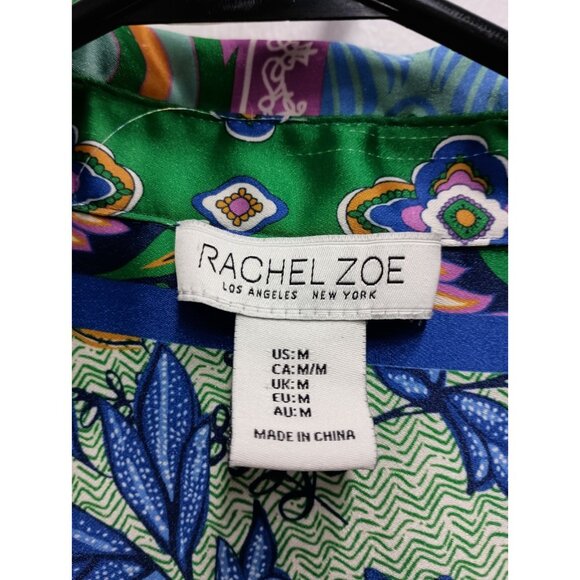 RACHEL ZOE
LOS ANGELES NEW YORK
US:M
CA:M/M
UK:M
EU:M
AU:M
MADE IN CHINA